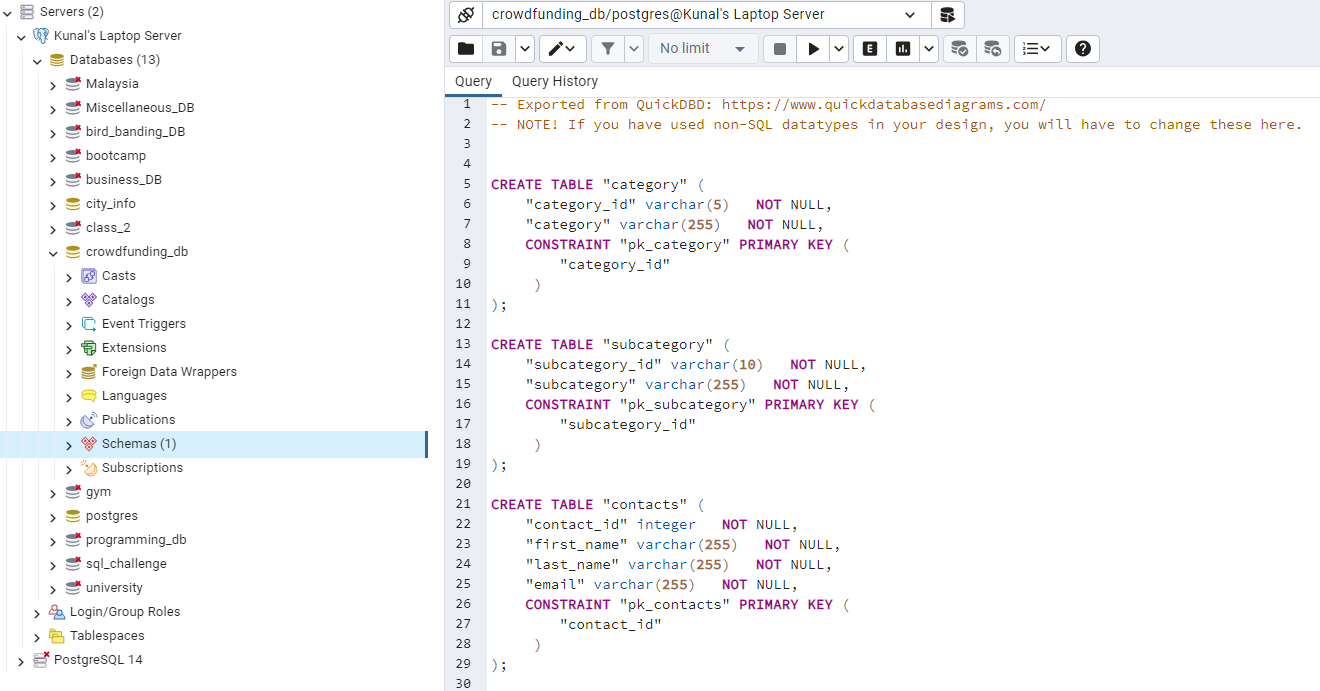 Servers (2)
Kunal's Laptop Server
Databases (13)
Malaysia
Miscellaneous_DB
bird_banding_DB
bootcamp
business_DB
city_info
class_2
crowdfunding_db
Casts
Catalogs
Event Triggers
Extensions
Foreign Data Wrappers
Languages
Publications
Schemas (1)
Subscriptions
gym
postgres
programming_db
sql_challenge
university
Login/Group Roles
Tablespaces
PostgreSQL 14
crowdfunding_db/postgres@Kunal's Laptop Server
No limit E
Query Query History
1 -- Exported from QuickDBD: https://www.quickdatabasediagrams.com/
2 -- NOTE! If you have used non-SQL datatypes in your design, you will have to change these here.
3
4
5 CREATE TABLE "category" (
6 "category_id" varchar(5) NOT NULL,
7 "category" varchar(255) NOT NULL,
8 CONSTRAINT "pk_category" PRIMARY KEY (
9 "category_id"
10 )
11 );
12
13 CREATE TABLE "subcategory" (
14 "subcategory_id" varchar(10) NOT NULL,
15 "subcategory" varchar(255) NOT NULL,
16 CONSTRAINT "pk_subcategory" PRIMARY KEY (
17 "subcategory_id"
18 )
19 );
20
21 CREATE TABLE "contacts" (
22 "contact_id" integer NOT NULL,
23 "first_name" varchar(255) NOT NULL,
24 "last_name" varchar(255) NOT NULL,
25 "email" varchar(255) NOT NULL,
26 CONSTRAINT "pk_contacts" PRIMARY KEY (
27 "contact_id"
28 )
29 );
30